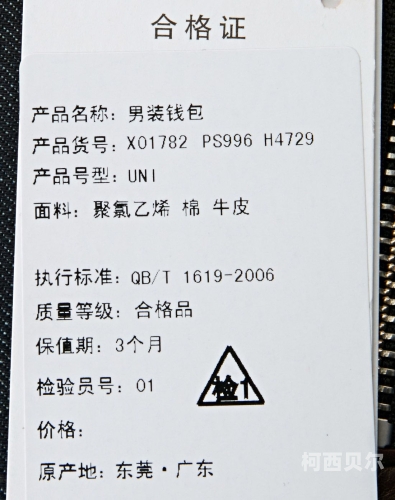 合格证
产品名称: 男装钱包
产品货号: X01782 PS996 H4729
产品号型: UNI
面料: 聚氯乙烯 棉 牛皮
执行标准: QB/T 1619-2006
质量等级: 合格品
保值期: 3个月
检验员号: 01
检1
价格:
原产地: 东莞·广东
柯西贝尔